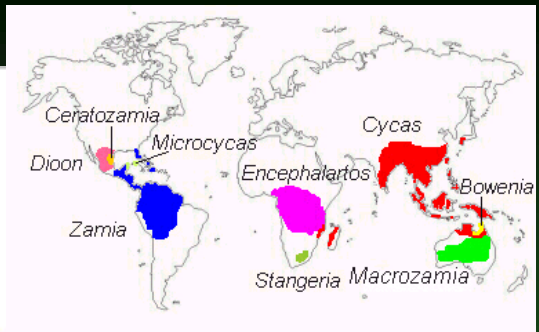 Ceratozamia
Microcycas
Cycas
Dioon
Encephalartos
Bowenia
Zamia
Stangeria
Macrozamia